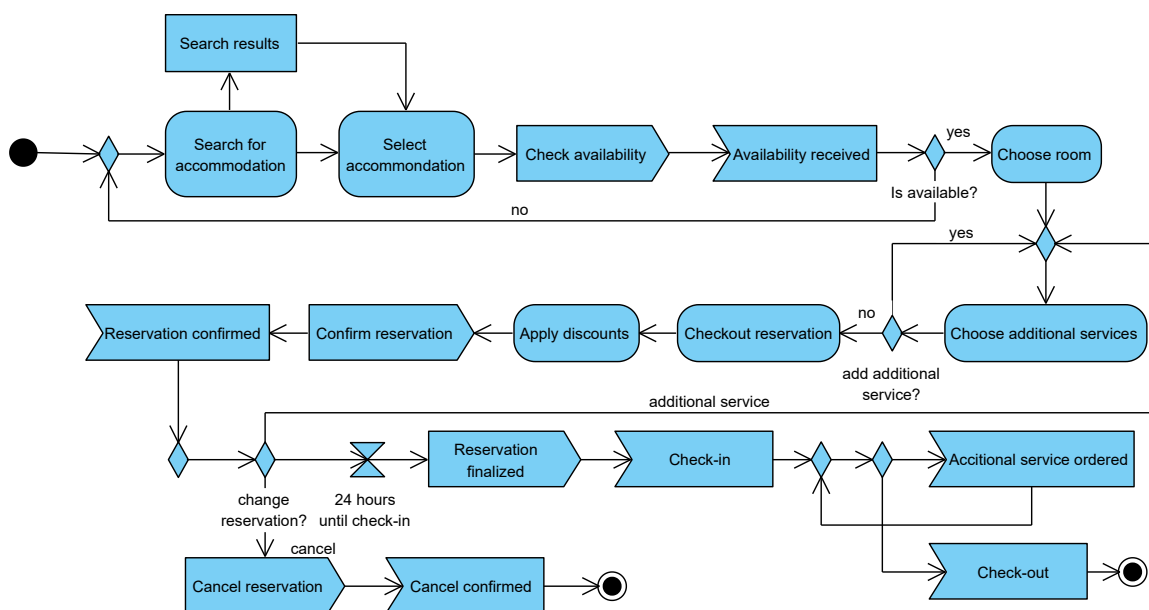 Search results
Search for
accommodation
Select
accommondation
Check availability
Availability received
yes
Choose room
Is available?
no
yes
Reservation confirmed
Confirm reservation
Apply discounts
Checkout reservation
no
Choose additional services
add additional
service?
additional service
Reservation
finalized
Check-in
Accitional service ordered
change
reservation?
24 hours
until check-in
cancel
Cancel reservation
Cancel confirmed
Check-out